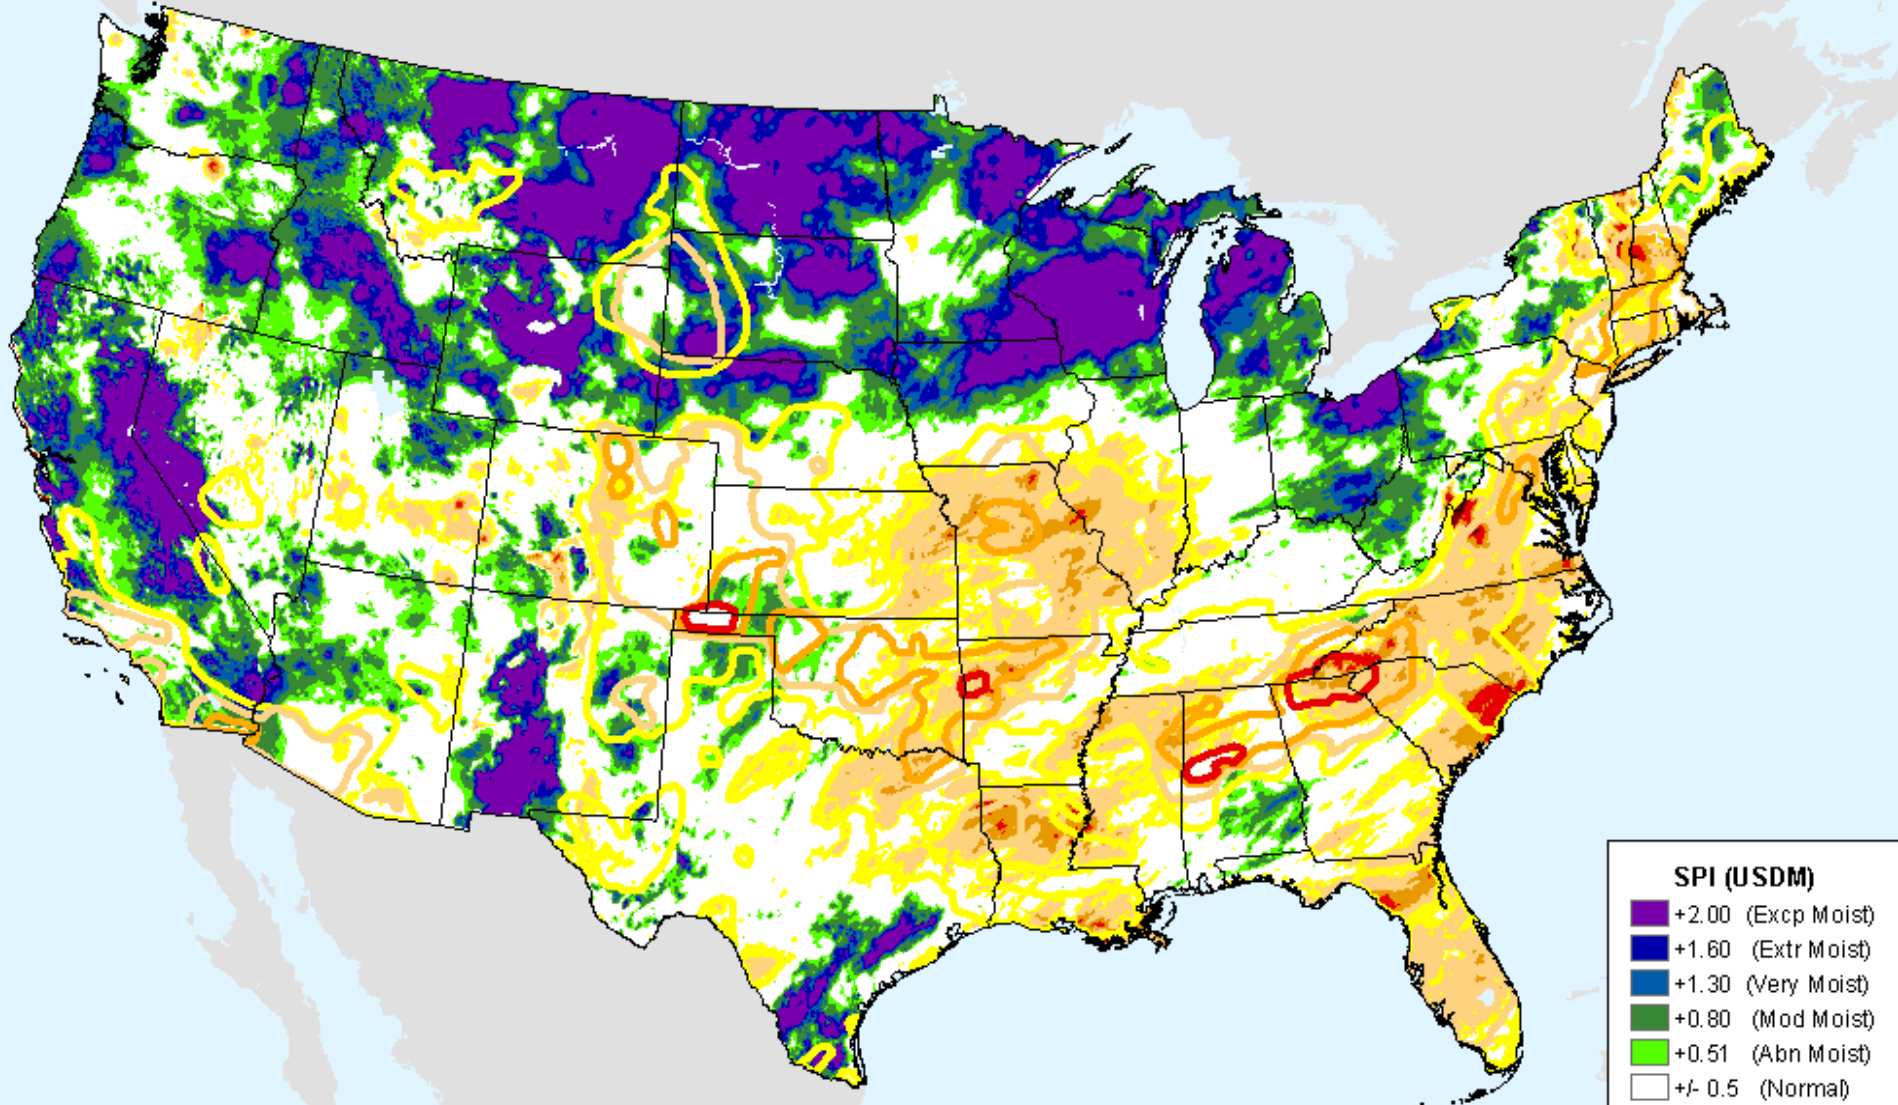 SPI (USDM)
+2.00 (Excp Moist)
+1.60 (Extr Moist)
+1.30 (Very Moist)
+0.80 (Mod Moist)
+0.51 (Abn Moist)
+/- 0.5 (Normal)